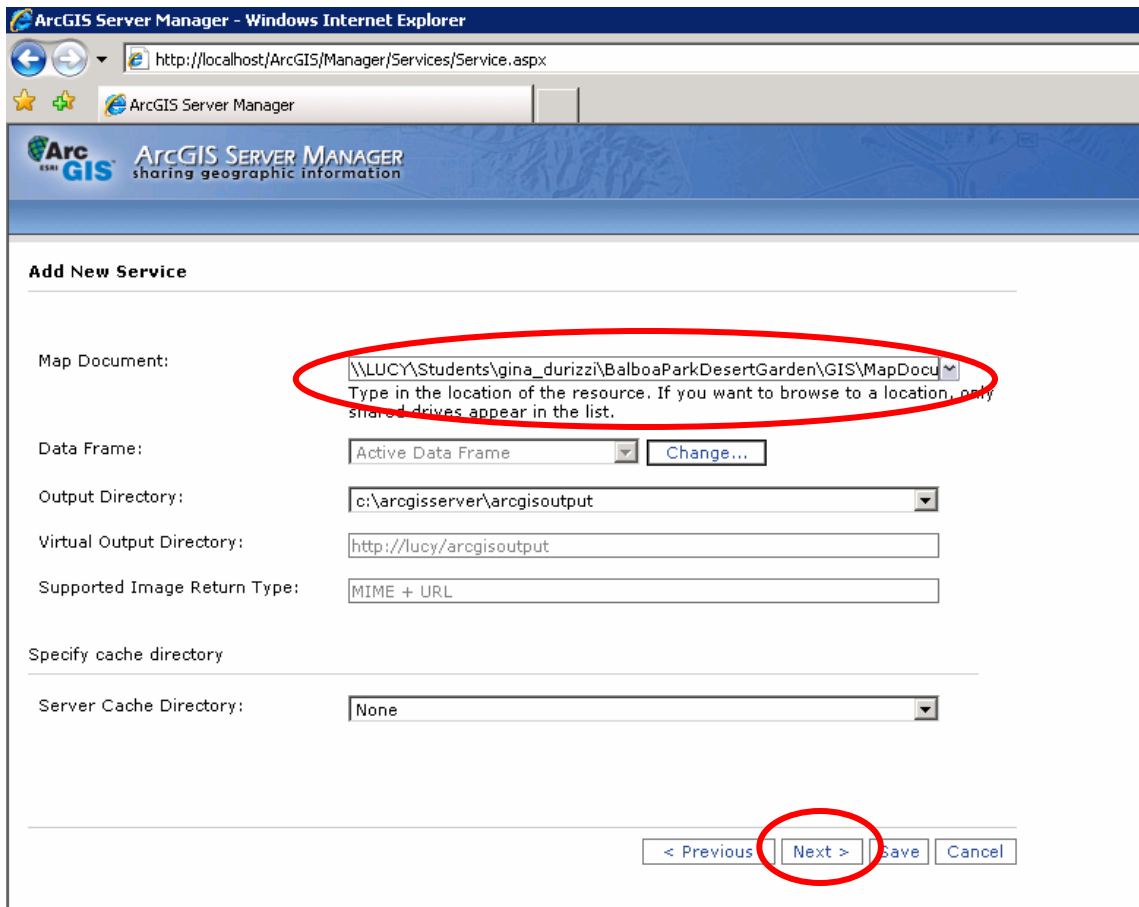 ArcGIS Server Manager - Windows Internet Explorer
http://localhost/ArcGIS/Manager/Services/Service.aspx
ArcGIS Server Manager
Arc GIS ESRI
ARCGIS SERVER MANAGER
sharing geographic information
Add New Service
Map Document: \\LUCY\Students\gina_durizzi\BalboaParkDesertGarden\GIS\MapDocu
Type in the location of the resource. If you want to browse to a location, only
shared drives appear in the list.
Data Frame: Active Data Frame Change...
Output Directory: c:\arcgisserver\arcgisoutput
Virtual Output Directory: http://lucy/arcgisoutput
Supported Image Return Type: MIME + URL
Specify cache directory
Server Cache Directory: None
< Previous Next > Save Cancel